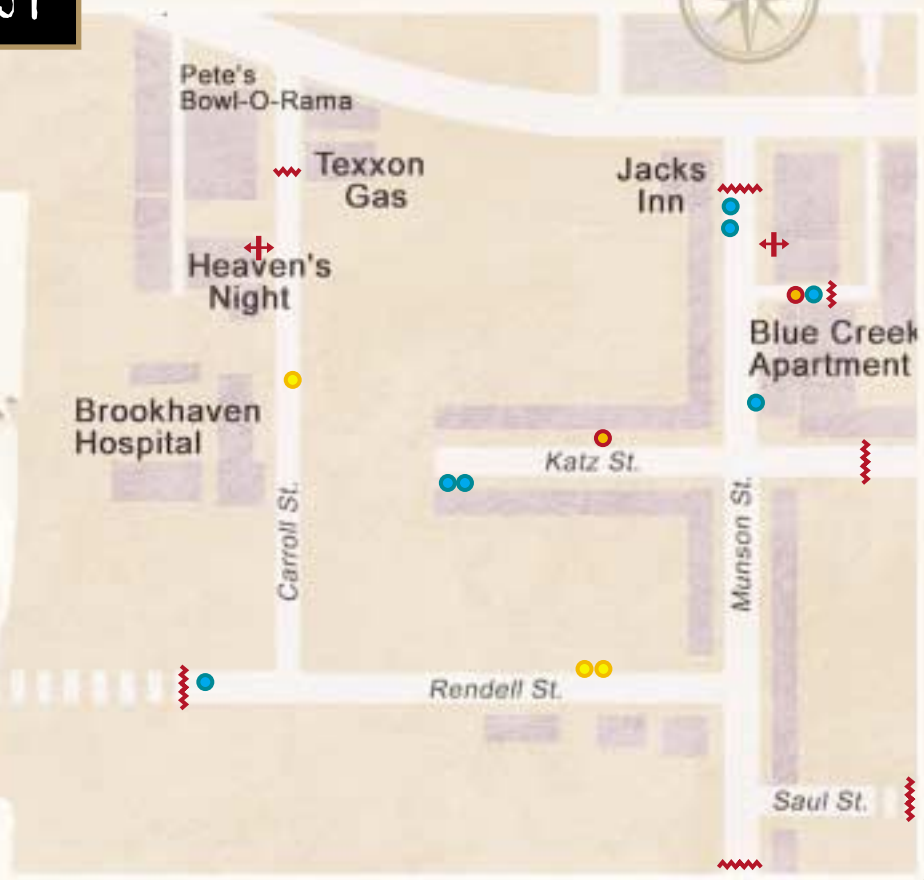 Pete's
Bowl-O-Rama
Texxon
Gas
Jacks
Inn
Heaven's
Night
Blue Creek
Apartment
Brookhaven
Hospital
Katz St.
Carroll St.
Munson St.
Rendell St.
Saul St.